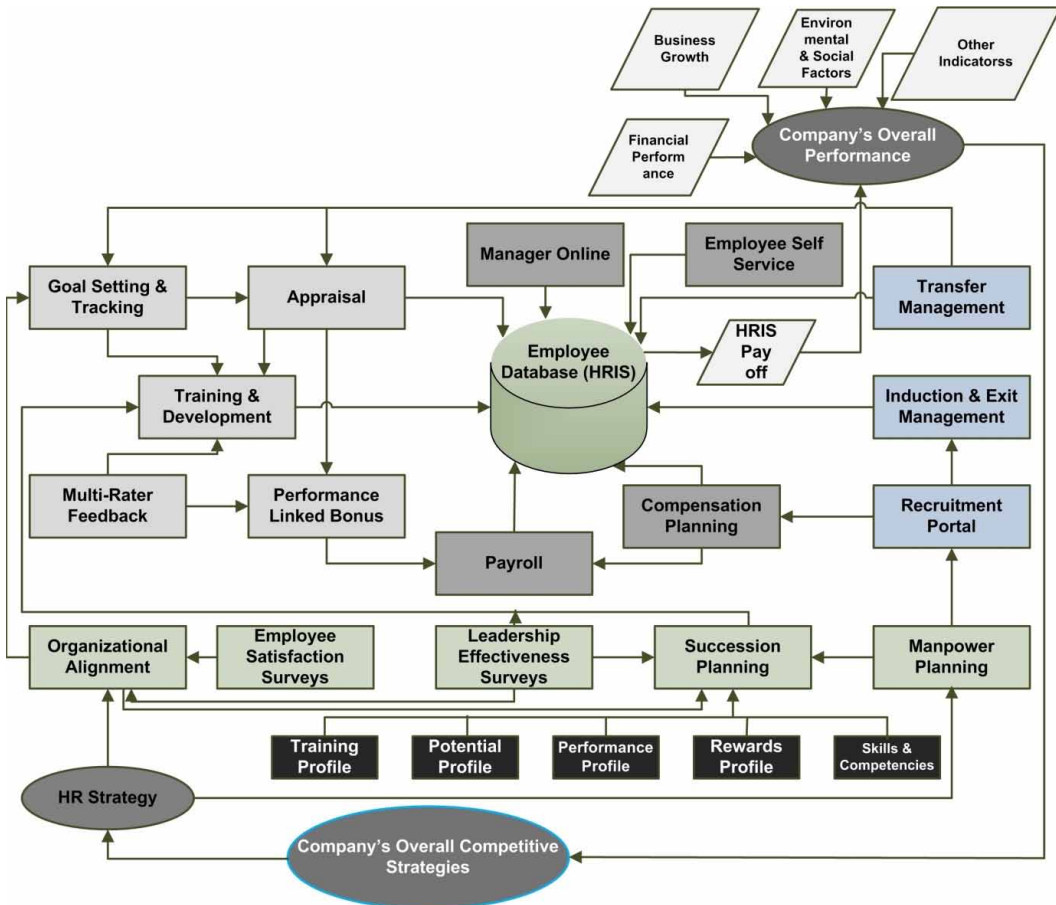 Business
Growth
Environ
mental
& Social
Factors
Other
Indicatorss
Company's Overall
Performance
Financial
Perform
ance
Manager Online
Employee Self
Service
Goal Setting &
Tracking
Appraisal
Transfer
Management
Employee
Database (HRIS)
HRIS
Pay
off
Training &
Development
Induction & Exit
Management
Multi-Rater
Feedback
Performance
Linked Bonus
Compensation
Planning
Recruitment
Portal
Payroll
Organizational
Alignment
Employee
Satisfaction
Surveys
Leadership
Effectiveness
Surveys
Succession
Planning
Manpower
Planning
Training
Profile
Potential
Profile
Performance
Profile
Rewards
Profile
Skills &
Competencies
HR Strategy
Company's Overall Competitive
Strategies